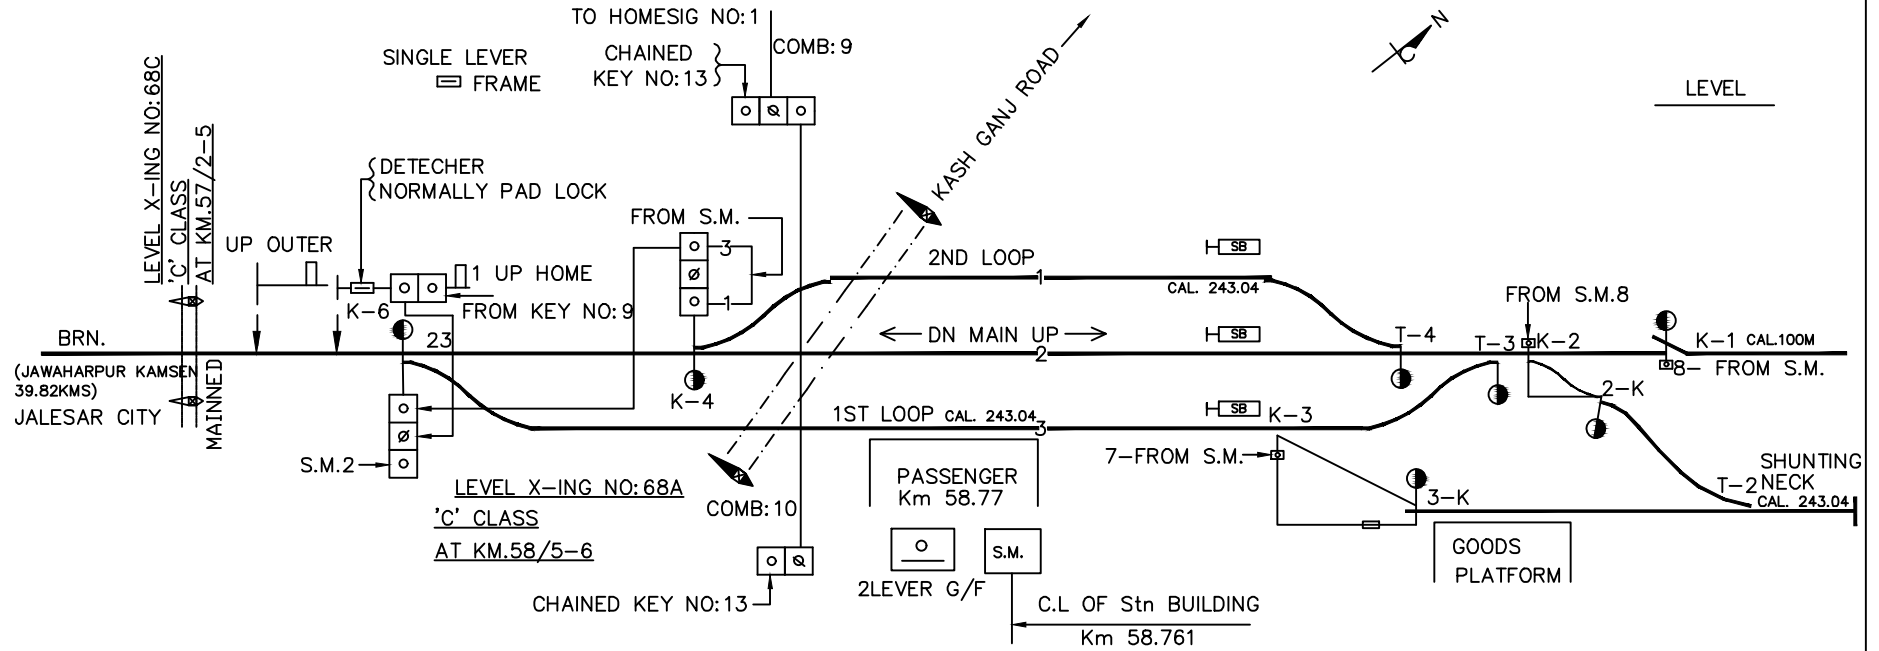 TO HOMESIG NO:1
COMB:9
SINGLE LEVER
FRAME
CHAINED
KEY NO:13
KASH GANJ ROAD
N
LEVEL
LEVEL X-ING NO:68C
'C' CLASS
AT KM.57/2-5
MAINNED
DETECHER
NORMALLY PAD LOCK
FROM S.M.
UP OUTER
1 UP HOME
K-6
FROM KEY NO:9
3
1
2ND LOOP
1
SB
CAL. 243.04
FROM S.M.8
BRN.
23
DN MAIN UP
2
SB
T-4
T-3
K-2
K-1 CAL.100M
8- FROM S.M.
(JAWAHARPUR KAMSEN
39.82KMS)
JALESAR CITY
K-4
1ST LOOP CAL. 243.04
3
SB
K-3
2-K
S.M.2
7-FROM S.M.
3-K
T-2
SHUNTING
NECK
CAL. 243.04
LEVEL X-ING NO:68A
'C' CLASS
AT KM.58/5-6
COMB:10
PASSENGER
Km 58.77
S.M.
2LEVER G/F
GOODS
PLATFORM
CHAINED KEY NO:13
C.L OF Stn BUILDING
Km 58.761